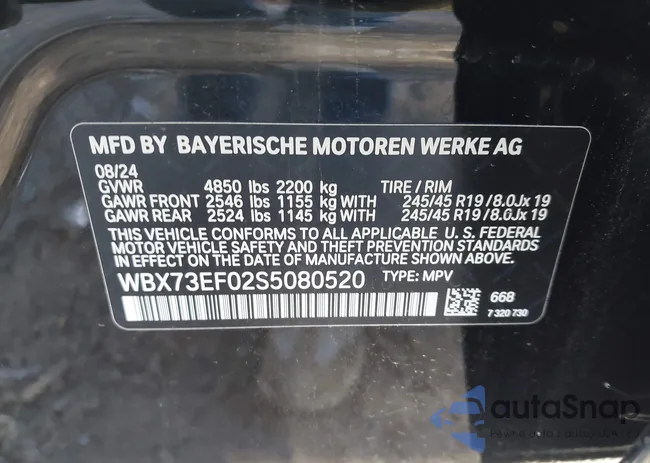 MFD BY BAYERISCHE MOTOREN WERKE AG
08/24
GVWR 4850 lbs 2200 kg TIRE / RIM
GAWR FRONT 2546 lbs 1155 kg WITH 245/45 R19 / 8.0Jx 19
GAWR REAR 2524 lbs 1145 kg WITH 245/45 R19 / 8.0Jx 19
THIS VEHICLE CONFORMS TO ALL APPLICABLE U. S. FEDERAL
MOTOR VEHICLE SAFETY AND THEFT PREVENTION STANDARDS
IN EFFECT ON THE DATE OF MANUFACTURE SHOWN ABOVE.
WBX73EF02S5080520 TYPE: MPV
668
7 320 730
autaSnap